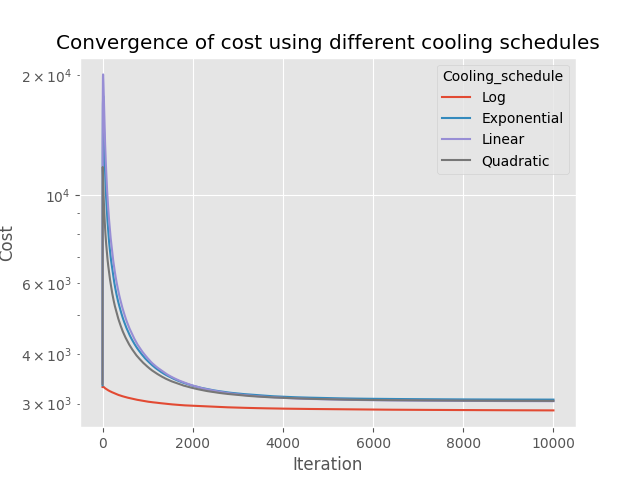 Convergence of cost using different cooling schedules
Cooling_schedule
Log
Exponential
Linear
Quadratic
2 × 10⁴
10⁴
6 × 10³
4 × 10³
3 × 10³
Cost
0 2000 4000 6000 8000 10000
Iteration